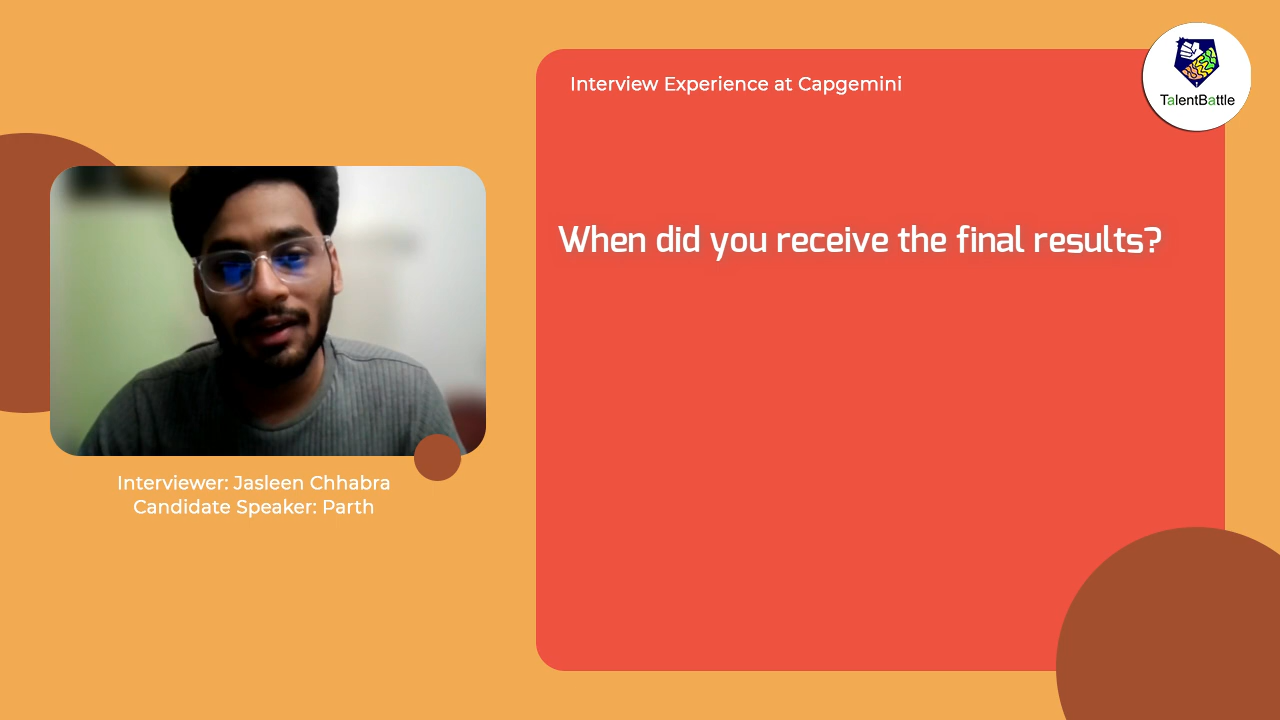 Interview Experience at Capgemini
TalentBattle
When did you receive the final results?
Interviewer: Jasleen Chhabra
Candidate Speaker: Parth